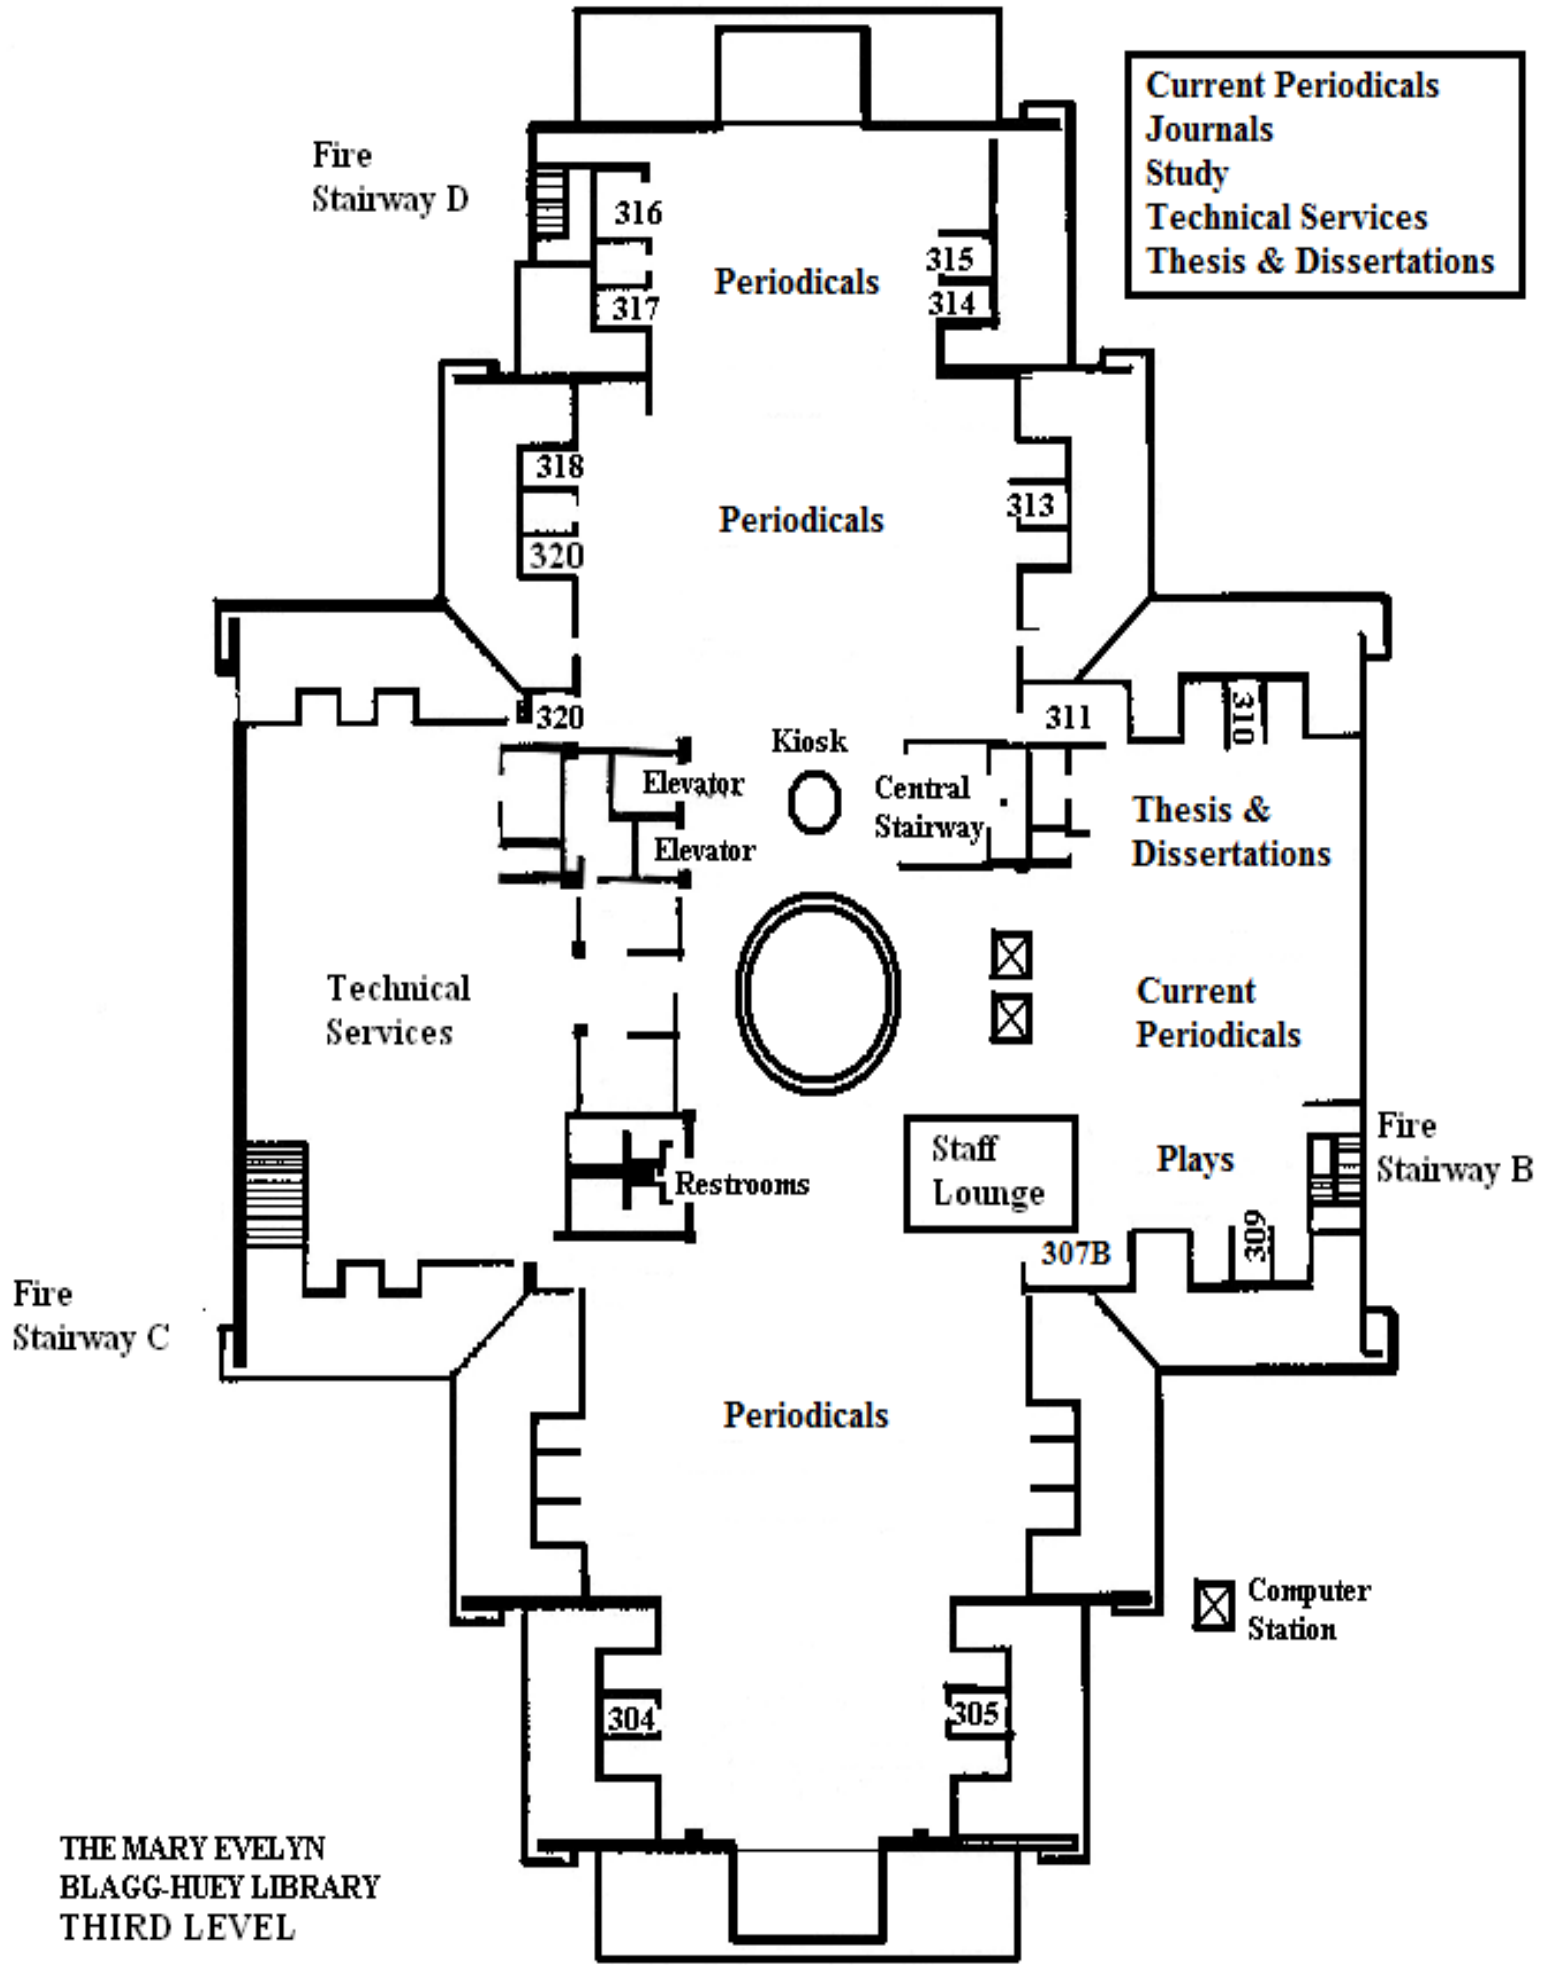 Current Periodicals
Journals
Study
Technical Services
Thesis & Dissertations
Fire
Stairway D
316
315
Periodicals
317
314
318
313
Periodicals
320
320
311
310
Kiosk
Elevator
Central
Stairway
Elevator
Thesis &
Dissertations
Technical
Services
Current
Periodicals
Fire
Stairway B
Staff
Lounge
Plays
Restrooms
309
307B
Fire
Stairway C
Periodicals
Computer
Station
304
305
THE MARY EVELYN
BLAGG-HUEY LIBRARY
THIRD LEVEL